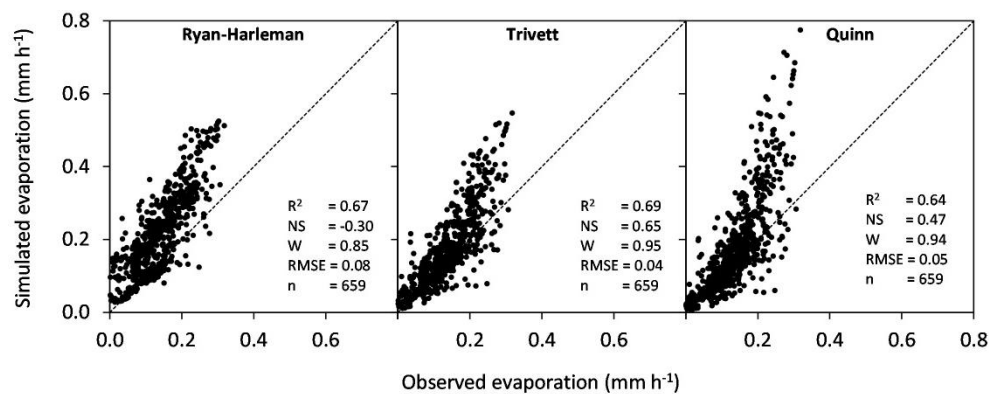 Simulated evaporation (mm h⁻¹)
0.8
0.6
0.4
0.2
0.0
Ryan-Harleman
R² = 0.67
NS = -0.30
W = 0.85
RMSE = 0.08
n = 659
Trivett
R² = 0.69
NS = 0.65
W = 0.95
RMSE = 0.04
n = 659
Quinn
R² = 0.64
NS = 0.47
W = 0.94
RMSE = 0.05
n = 659
0.0 0.2 0.4 0.6 0.2 0.4 0.6 0.2 0.4 0.6 0.8
Observed evaporation (mm h⁻¹)